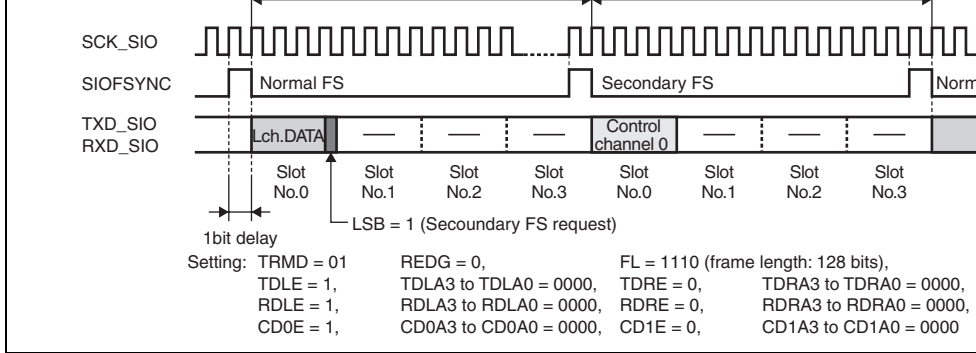 SCK_SIO
SIOFSYNC
Normal FS
Secondary FS
Norm
TXD_SIO
RXD_SIO
Lch.DATA
Control
channel 0
Slot Slot Slot Slot Slot Slot Slot Slot
No.0 No.1 No.2 No.3 No.0 No.1 No.2 No.3
LSB = 1 (Secoundary FS request)
1bit delay
Setting: TRMD = 01 REDG = 0, FL = 1110 (frame length: 128 bits),
TDLE = 1, TDLA3 to TDLA0 = 0000, TDRE = 0, TDRA3 to TDRA0 = 0000,
RDLE = 1, RDLA3 to RDLA0 = 0000, RDRE = 0, RDRA3 to RDRA0 = 0000,
CD0E = 1, CD0A3 to CD0A0 = 0000, CD1E = 0, CD1A3 to CD1A0 = 0000